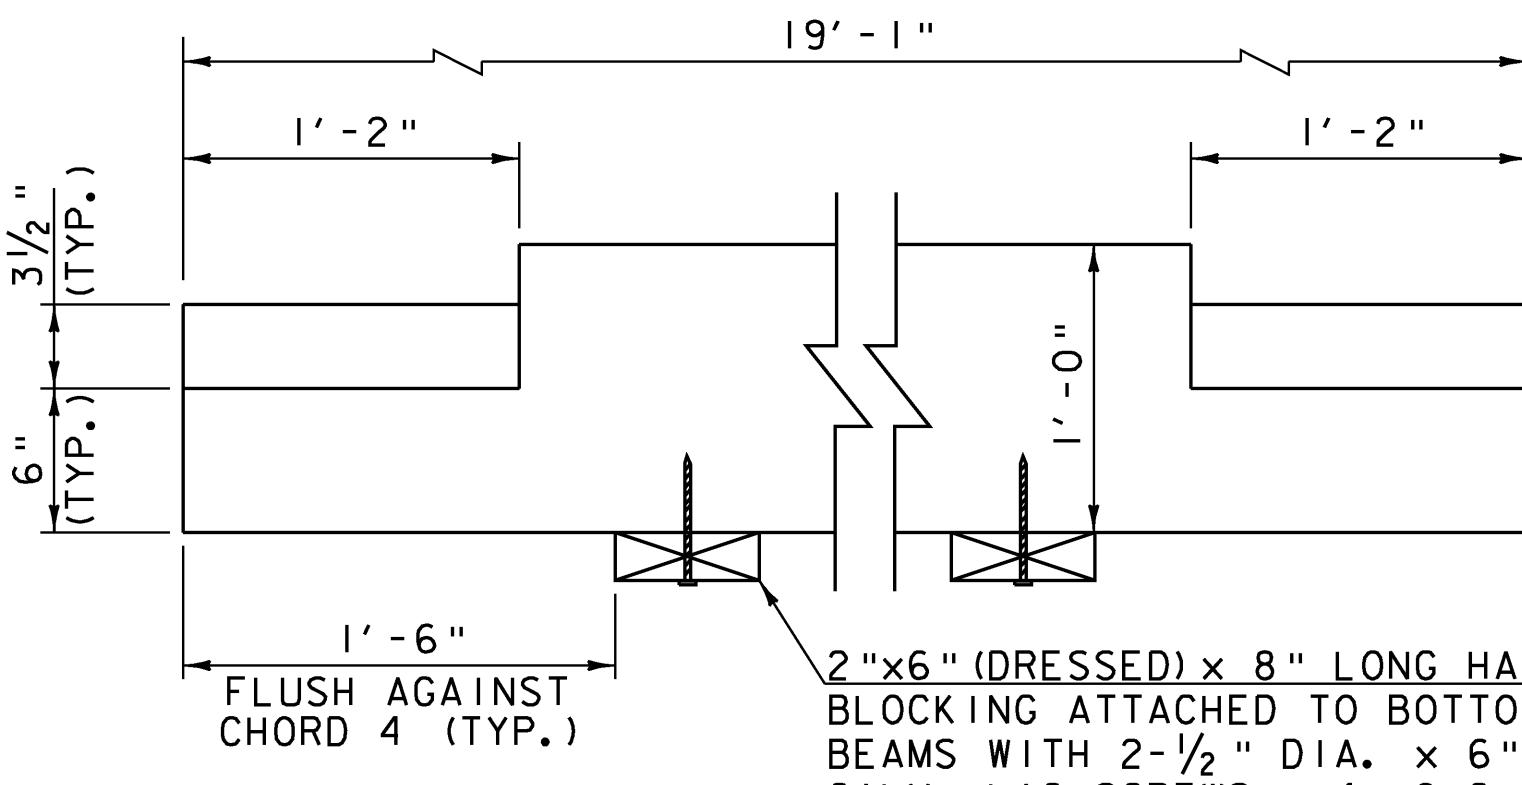 19'-1"
1'-2"
1'-2"
3½"
(TYP.)
1'-0"
6"
(TYP.)
1'-6"
FLUSH AGAINST
CHORD 4 (TYP.)
2"x6" (DRESSED) x 8" LONG HA
BLOCKING ATTACHED TO BOTTO
BEAMS WITH 2-½" DIA. x 6"